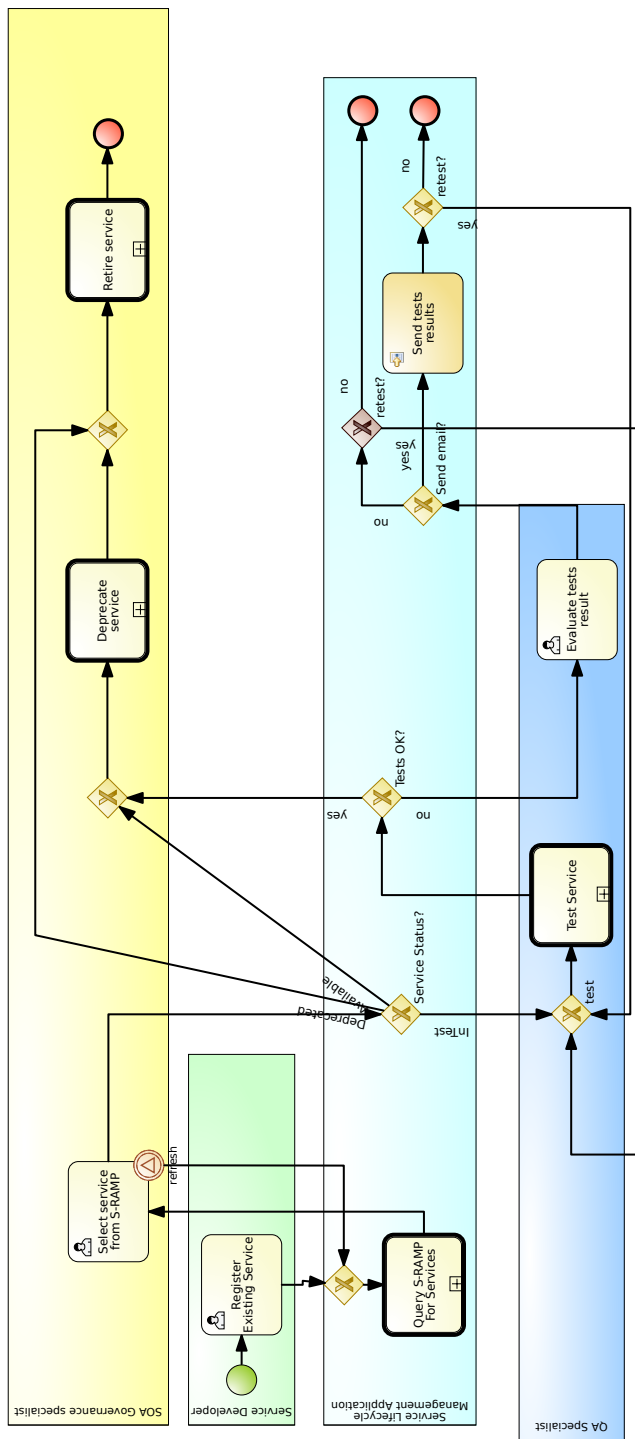 no
retest?
yes
Retire service
Send tests
results
no
retest?
yes
yes
Send email?
no
Deprecate
service
Evaluate tests
result
Tests OK?
yes
no
Test Service
Service Status?
Available
Deprecated
InTest
test
refresh
Select service
from S-RAMP
Register
Existing Service
Query S-RAMP
For Services
SOA Governance specialist
Service Developer
Service Lifecycle
Management Application
QA Specialist